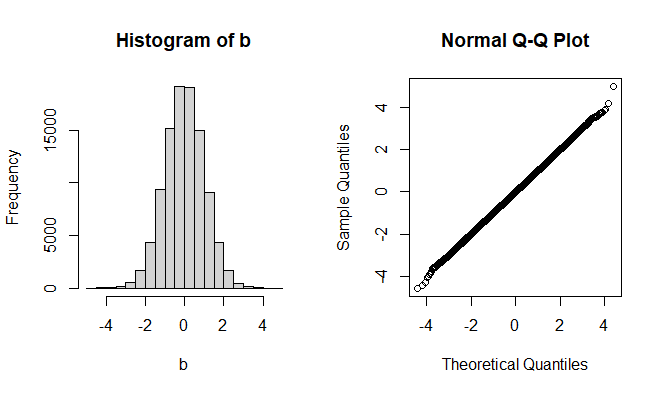 Histogram of b
Frequency
15000
5000
0
-4 -2 0 2 4
b
Normal Q-Q Plot
Sample Quantiles
4
2
0
-2
-4
-4 -2 0 2 4
Theoretical Quantiles